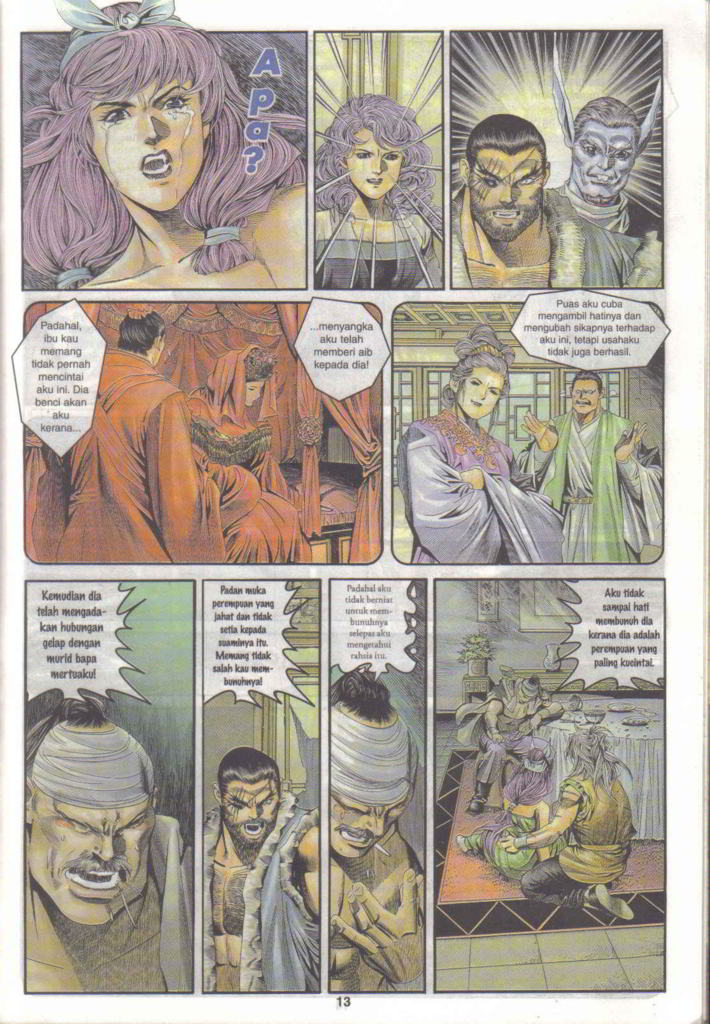 Apa?
Padahal,
ibu kau
memang
tidak pernah
mencintai
aku ini. Dia
benci akan
aku
kerana...
...menyangka
aku telah
memberi aib
kepada dia!
Puas aku cuba
mengambil hatinya dan
mengubah sikapnya terhadap
aku ini, tetapi usahaku
tidak juga berhasil.
Kemudian dia
telah mengada-
kan hubungan
gelap dengan
murid bapa
mertuaku!
Padan muka
perempuan yang
jahat dan tidak
setia kepada
suaminya itu.
Memang tidak
salah kau mem-
bunuhnya!
Padahal aku
tidak berniat
untuk mem-
bunuhnya
selepas aku
mengetahui
rahsia itu.
Aku tidak
sampai hati
membunuh dia
kerana dia adalah
perempuan yang
paling kucintai.
13